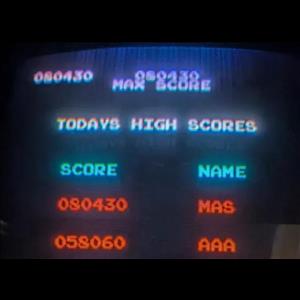 080430 080430
MAX SCORE
TODAYS HIGH SCORES
SCORE NAME
080430 MAS
058060 AAA